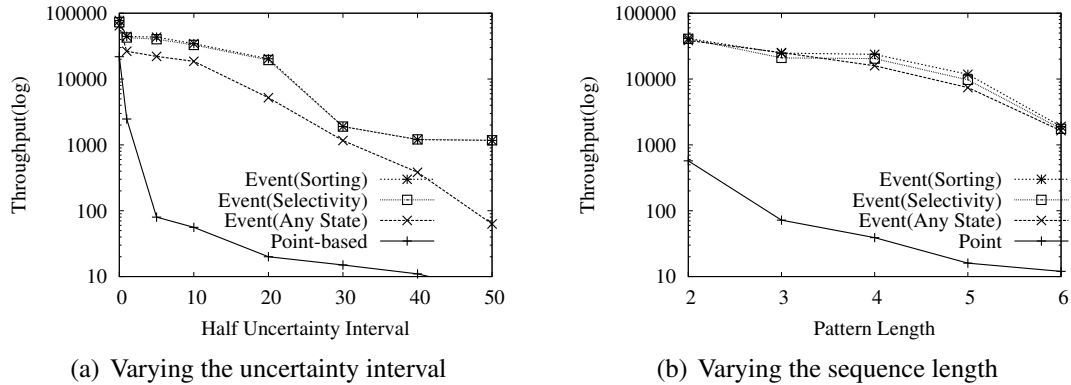 100000
10000
1000
100
10
0
10
20
30
40
50
Throughput(log)
Half Uncertainty Interval
Event(Sorting)
Event(Selectivity)
Event(Any State)
Point-based
(a) Varying the uncertainty interval
100000
10000
1000
100
10
2
3
4
5
6
Throughput(log)
Pattern Length
Event(Sorting)
Event(Selectivity)
Event(Any State)
Point
(b) Varying the sequence length